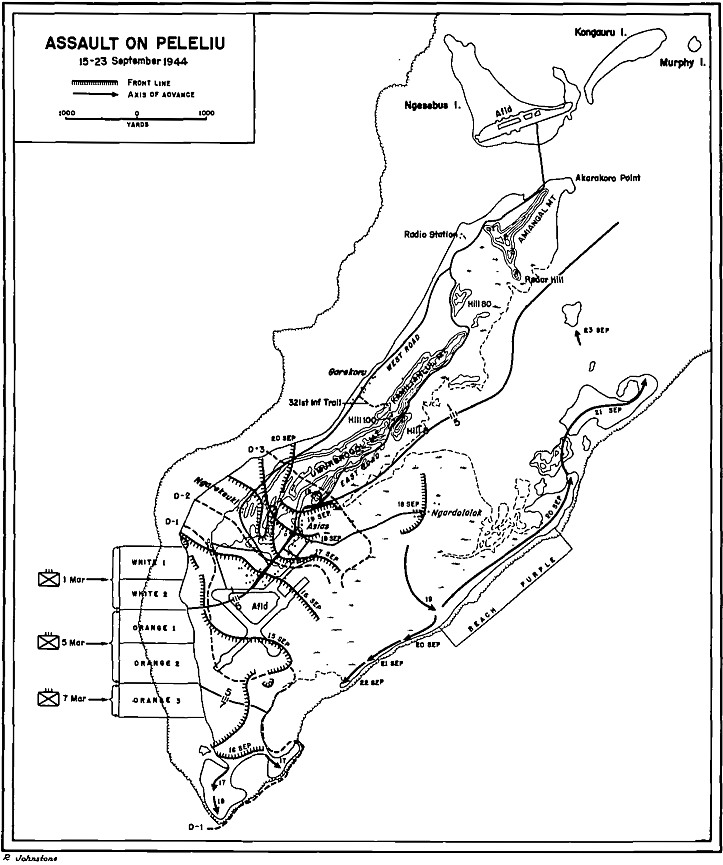 ASSAULT ON PELELIU
15-23 September 1944
FRONT LINE
AXIS OF ADVANCE
1000 0 1000
YARDS
Kongauru I.
Murphy I.
Ngesebus I.
Afld
Akarakoro Point
AMIANGAL MT
Radio Station
Radar Hill
Hill 80
23 SEP
WEST ROAD
Garekoru
321st Inf Trail
Hill 100
5
21 SEP
20 SEP
D-3
EAST ROAD
Ngarekeukl
D-2
D-1
19 SEP
Asias
18 SEP
18 SEP
Ngardololok
20 SEP
17 SEP
16 SEP
WHITE 1
1 Mar
WHITE 2
Afld
19
BEACH PURPLE
ORANGE 1
15 SEP
20 SEP
5 Mar
ORANGE 2
21 SEP
22 SEP
7 Mar
ORANGE 3
5
16 SEP
17
17
18
D-1
R. Johnstone